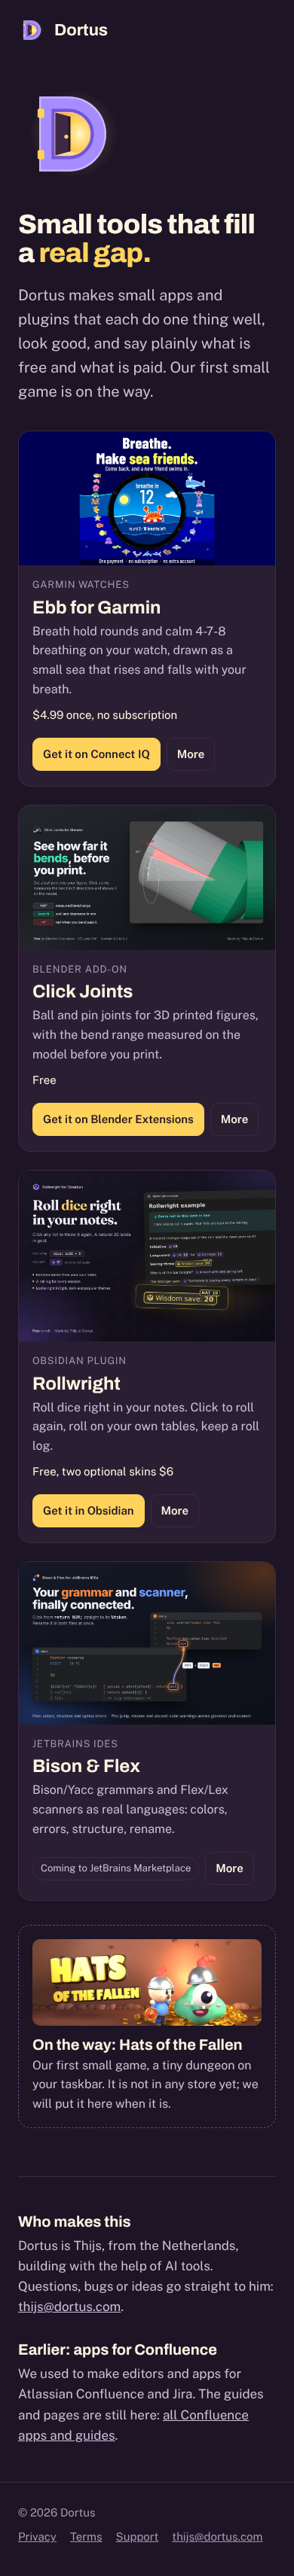 Dortus
Small tools that fill
a real gap.
Dortus makes small apps and
plugins that each do one thing well,
look good, and say plainly what is
free and what is paid. Our first small
game is on the way.
Breathe.
Make sea friends.
Come back, and a new friend swims in.
breathe in
12
One payment · no subscription · no extra account
GARMIN WATCHES
Ebb for Garmin
Breath hold rounds and calm 4-7-8
breathing on your watch, drawn as a
small sea that rises and falls with your
breath.
$4.99 once, no subscription
Get it on Connect IQ
More
See how far it
bends, before
you print.
BLENDER ADD-ON
Click Joints
Ball and pin joints for 3D printed figures,
with the bend range measured on the
model before you print.
Free
Get it on Blender Extensions
More
Rollwright for Obsidian
Roll dice right
in your notes.
Rollwright example
Wisdom save: 20
OBSIDIAN PLUGIN
Rollwright
Roll dice right in your notes. Click to roll
again, roll on your own tables, keep a roll
log.
Free, two optional skins $6
Get it in Obsidian
More
Bison & Flex for JetBrains IDEs
Your grammar and scanner,
finally connected.
JETBRAINS IDES
Bison & Flex
Bison/Yacc grammars and Flex/Lex
scanners as real languages: colors,
errors, structure, rename.
Coming to JetBrains Marketplace
More
HATS
OF THE FALLEN
On the way: Hats of the Fallen
Our first small game, a tiny dungeon on
your taskbar. It is not in any store yet; we
will put it here when it is.
Who makes this
Dortus is Thijs, from the Netherlands,
building with the help of AI tools.
Questions, bugs or ideas go straight to him:
thijs@dortus.com.
Earlier: apps for Confluence
We used to make editors and apps for
Atlassian Confluence and Jira. The guides
and pages are still here: all Confluence
apps and guides.
© 2026 Dortus
Privacy
Terms
Support
thijs@dortus.com